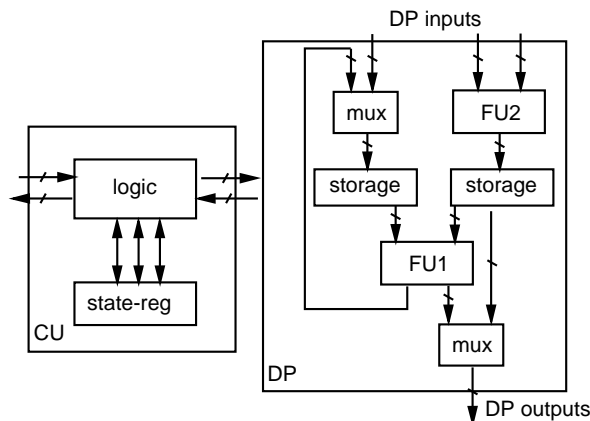 DP inputs
mux
FU2
logic
storage
storage
FU1
state-reg
CU
mux
DP
DP outputs